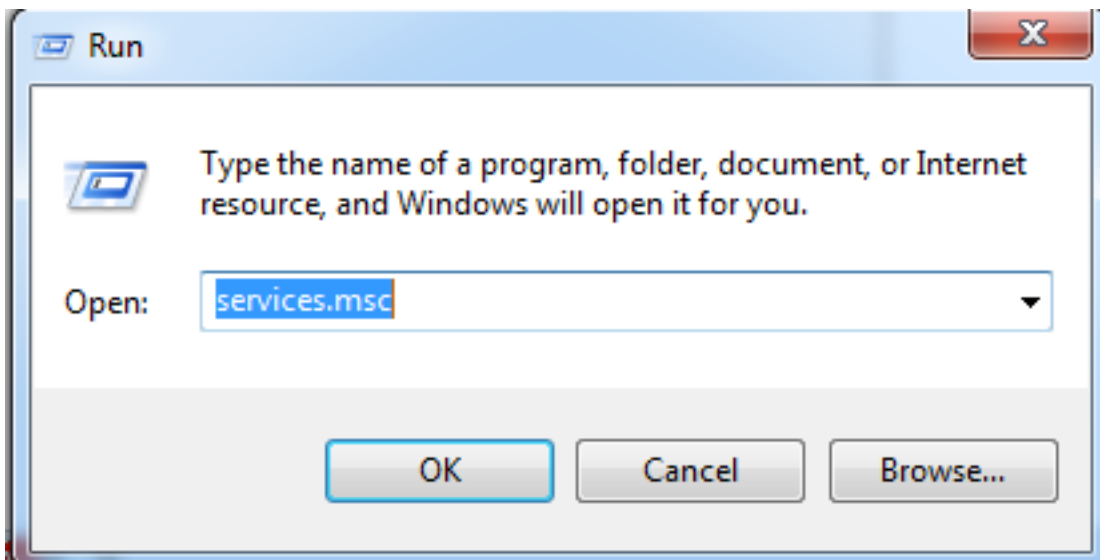 Run
Type the name of a program, folder, document, or Internet
resource, and Windows will open it for you.
Open: services.msc
OK Cancel Browse...